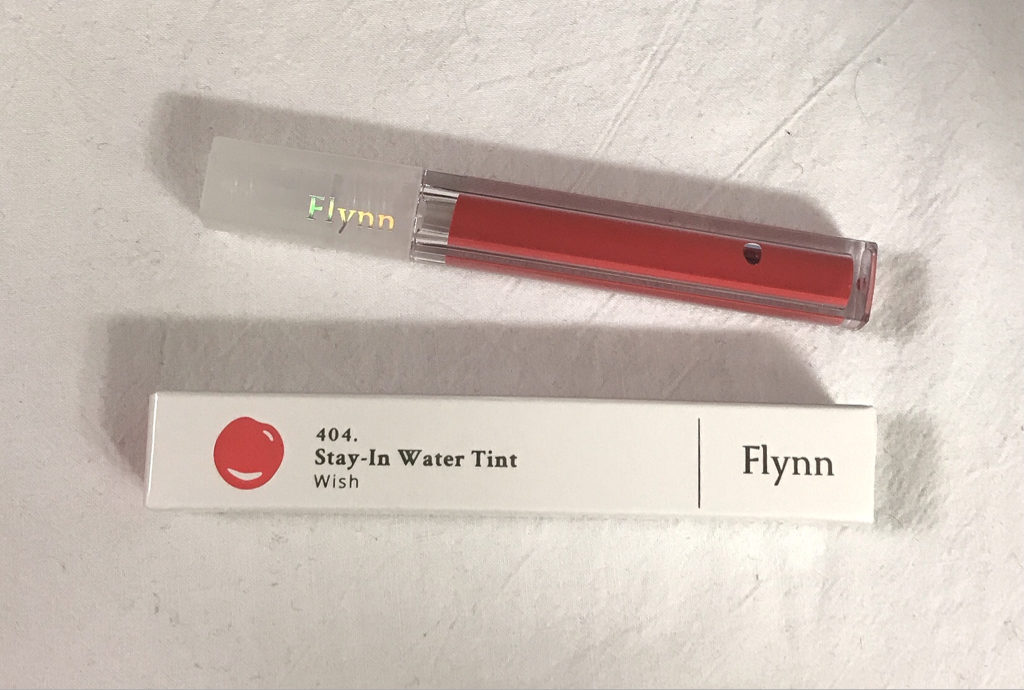 Flynn
404.
Stay-In Water Tint
Wish
Flynn